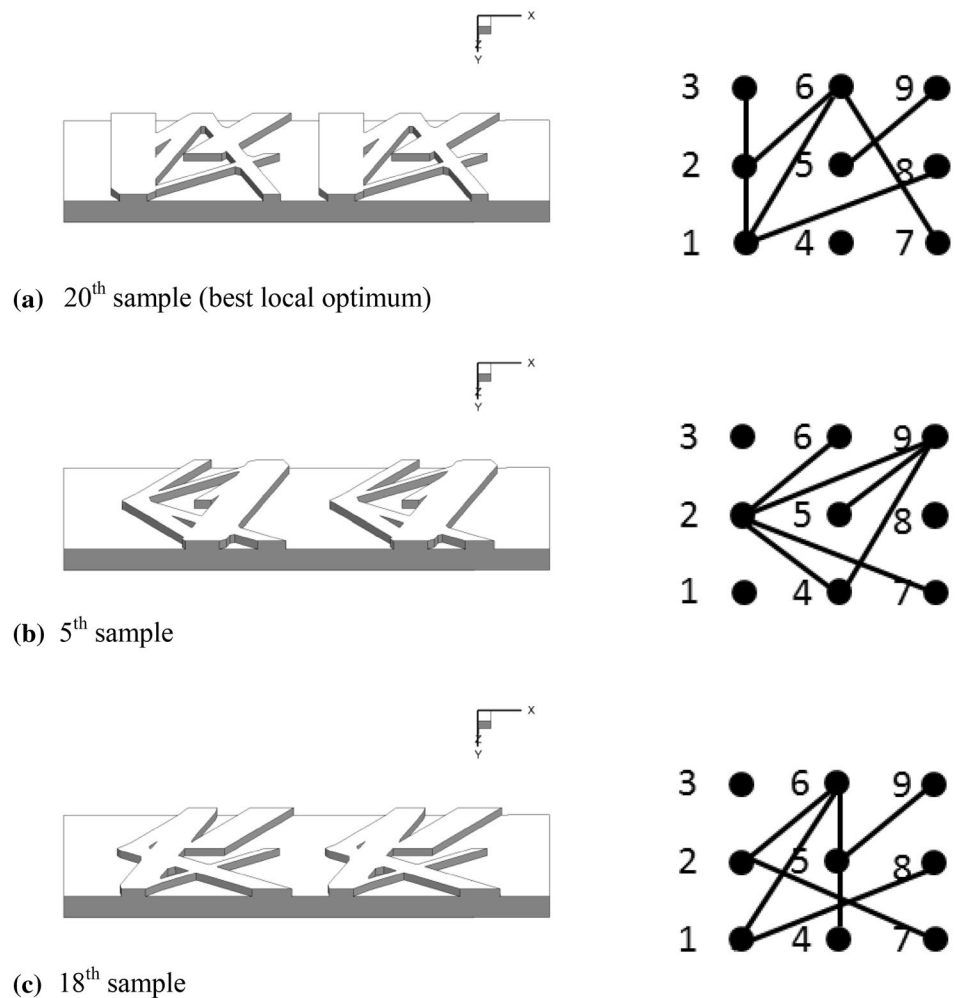 X
Z
Y
3 6 9
2 5 8
1 4 7
(a) 20th sample (best local optimum)
X
Z
Y
3 6 9
2 5 8
1 4 7
(b) 5th sample
X
Z
Y
3 6 9
2 5 8
1 4 7
(c) 18th sample